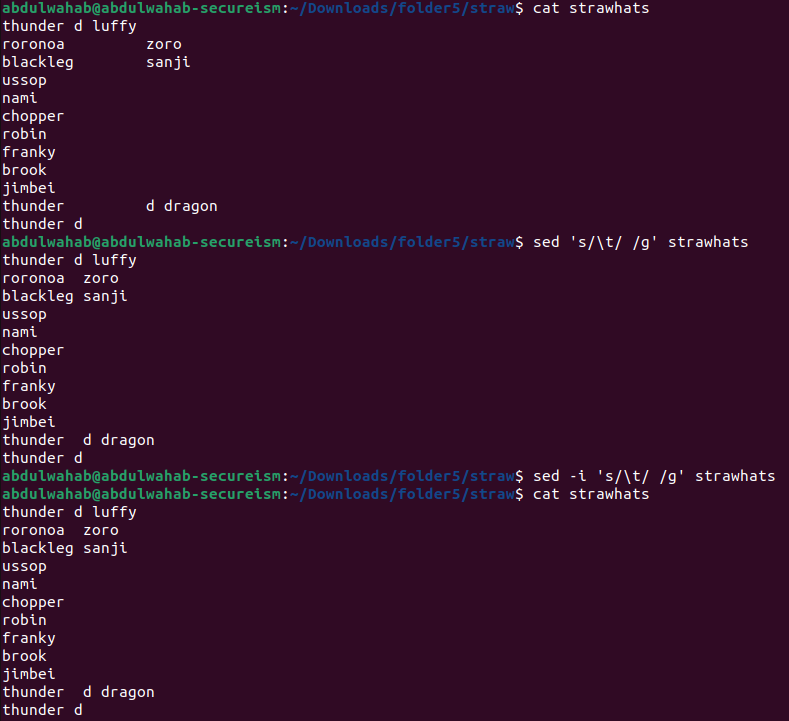 abdulwahab@abdulwahab-secureism:~/Downloads/folder5/straw$ cat strawhats
thunder d luffy
roronoa         zoro
blackleg        sanji
ussop
nami
chopper
robin
franky
brook
jimbei
thunder         d dragon
thunder d
abdulwahab@abdulwahab-secureism:~/Downloads/folder5/straw$ sed 's/\t/ /g' strawhats
thunder d luffy
roronoa  zoro
blackleg sanji
ussop
nami
chopper
robin
franky
brook
jimbei
thunder  d dragon
thunder d
abdulwahab@abdulwahab-secureism:~/Downloads/folder5/straw$ sed -i 's/\t/ /g' strawhats
abdulwahab@abdulwahab-secureism:~/Downloads/folder5/straw$ cat strawhats
thunder d luffy
roronoa  zoro
blackleg sanji
ussop
nami
chopper
robin
franky
brook
jimbei
thunder  d dragon
thunder d